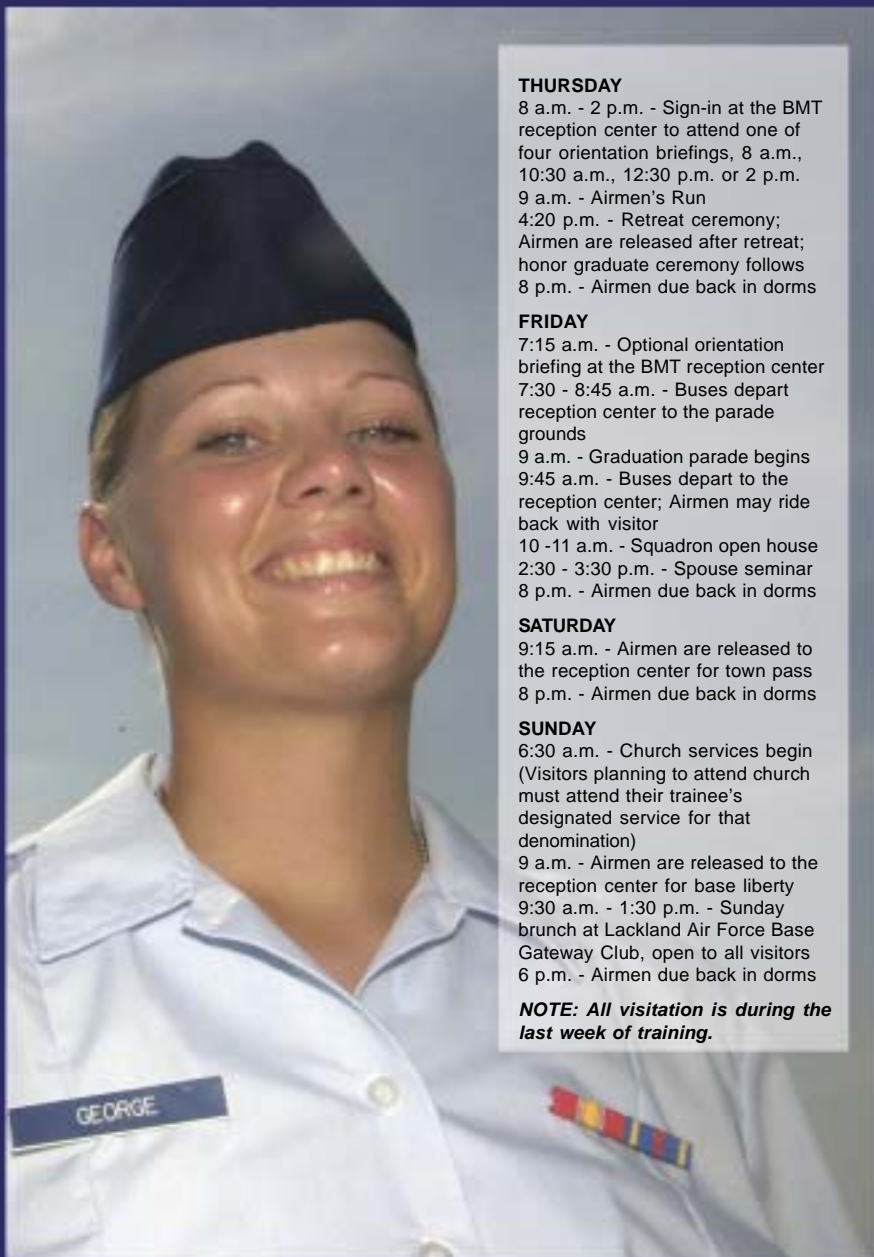 THURSDAY
8 a.m. - 2 p.m. - Sign-in at the BMT
reception center to attend one of
four orientation briefings, 8 a.m.,
10:30 a.m., 12:30 p.m. or 2 p.m.
9 a.m. - Airmen’s Run
4:20 p.m. - Retreat ceremony;
Airmen are released after retreat;
honor graduate ceremony follows
8 p.m. - Airmen due back in dorms
FRIDAY
7:15 a.m. - Optional orientation
briefing at the BMT reception center
7:30 - 8:45 a.m. - Buses depart
reception center to the parade
grounds
9 a.m. - Graduation parade begins
9:45 a.m. - Buses depart to the
reception center; Airmen may ride
back with visitor
10 -11 a.m. - Squadron open house
2:30 - 3:30 p.m. - Spouse seminar
8 p.m. - Airmen due back in dorms
SATURDAY
9:15 a.m. - Airmen are released to
the reception center for town pass
8 p.m. - Airmen due back in dorms
SUNDAY
6:30 a.m. - Church services begin
(Visitors planning to attend church
must attend their trainee’s
designated service for that
denomination)
9 a.m. - Airmen are released to the
reception center for base liberty
9:30 a.m. - 1:30 p.m. - Sunday
brunch at Lackland Air Force Base
Gateway Club, open to all visitors
6 p.m. - Airmen due back in dorms
NOTE: All visitation is during the
last week of training.
GEORGE